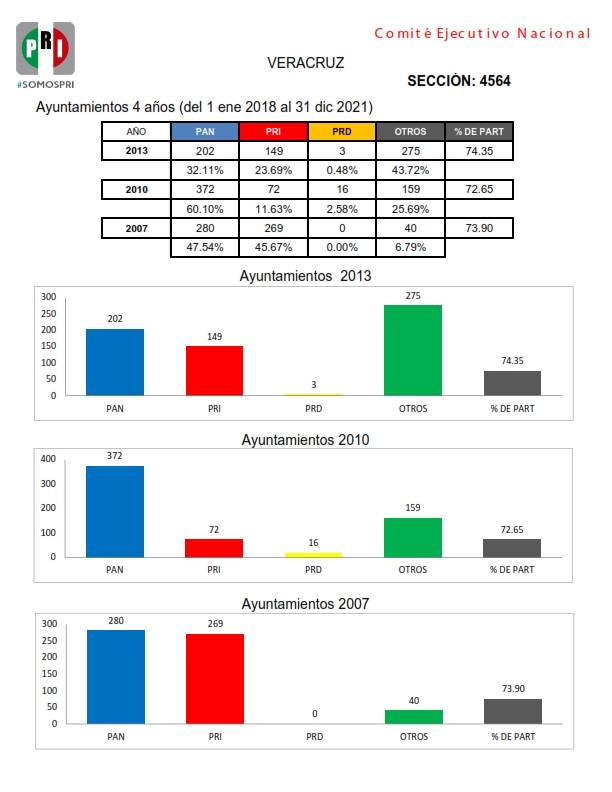 Comité Ejecutivo Nacional
PRI
#SOMOSPRI
VERACRUZ
SECCIÒN: 4564
Ayuntamientos 4 años (del 1 ene 2018 al 31 dic 2021)
AÑO PAN PRI PRD OTROS % DE PART
2013 202 149 3 275 74.35
32.11% 23.69% 0.48% 43.72%
2010 372 72 16 159 72.65
60.10% 11.63% 2.58% 25.69%
2007 280 269 0 40 73.90
47.54% 45.67% 0.00% 6.79%
Ayuntamientos 2013
300
250
200
150
100
50
0
202 149 3 275 74.35
PAN PRI PRD OTROS % DE PART
Ayuntamientos 2010
400
300
200
100
0
372 72 16 159 72.65
PAN PRI PRD OTROS % DE PART
Ayuntamientos 2007
300
250
200
150
100
50
0
280 269 0 40 73.90
PAN PRI PRD OTROS % DE PART